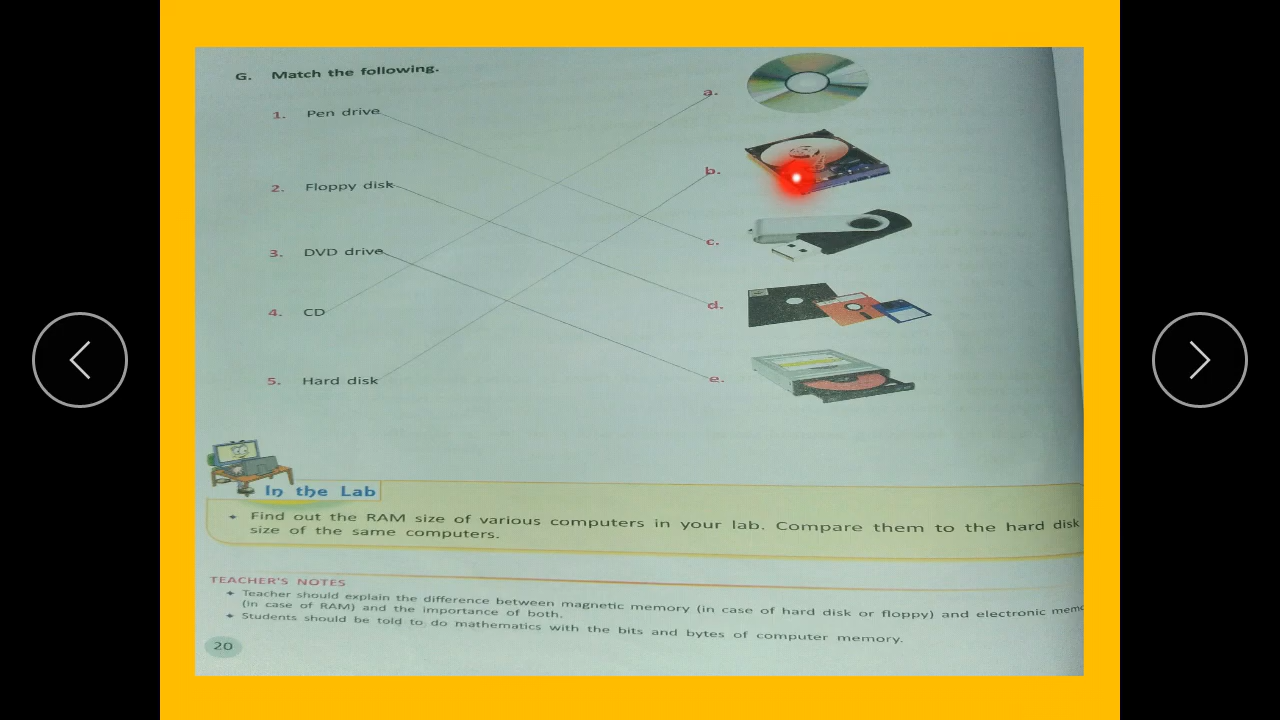 G. Match the following.
1. Pen drive
a.
2. Floppy disk
b.
3. DVD drive
c.
4. CD
d.
5. Hard disk
e.
In the Lab
Find out the RAM size of various computers in your lab. Compare them to the hard disk
size of the same computers.
TEACHER'S NOTES
Teacher should explain the difference between magnetic memory (in case of hard disk or floppy) and electronic
(in case of RAM) and the importance of both.
Students should be told to do mathematics with the bits and bytes of computer memory.
20